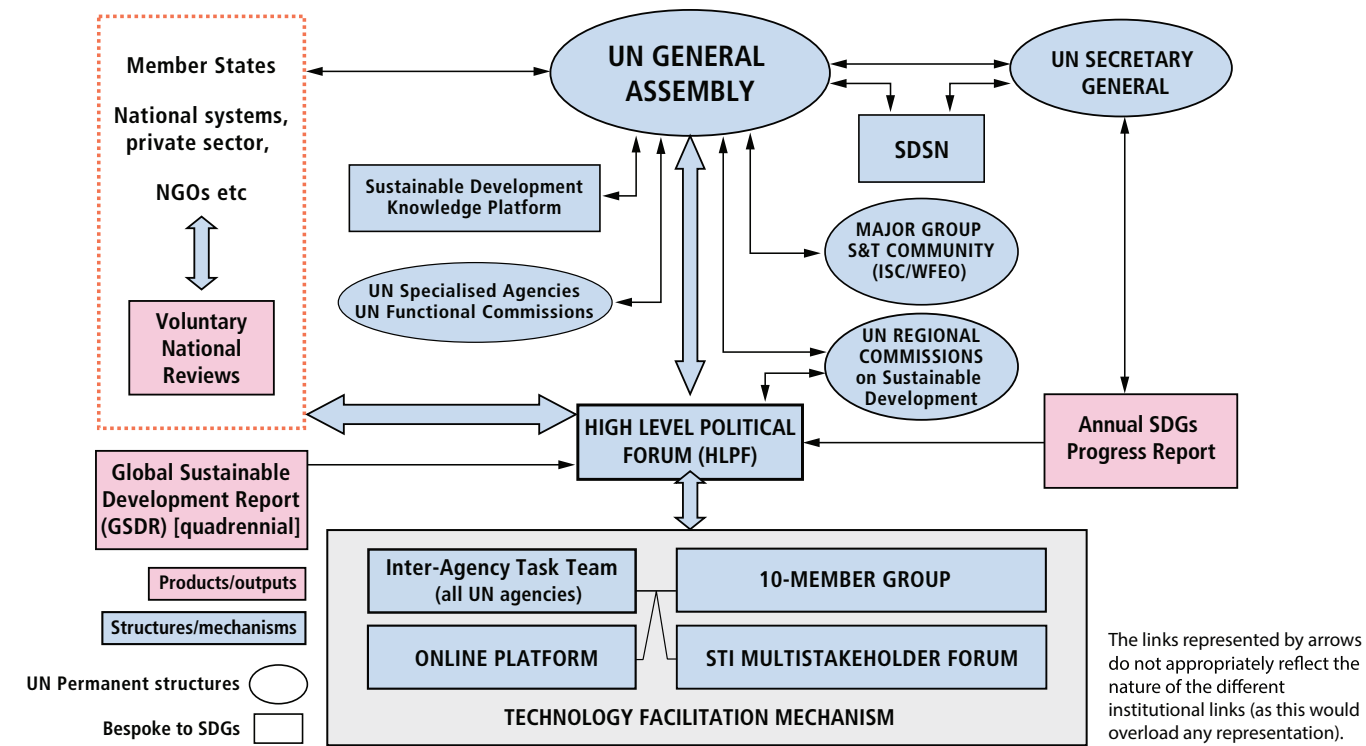 Member States
National systems,
private sector,
NGOs etc
Voluntary
National
Reviews
UN GENERAL
ASSEMBLY
UN SECRETARY
GENERAL
SDSN
Sustainable Development
Knowledge Platform
MAJOR GROUP
S&T COMMUNITY
(ISC/WFEO)
UN Specialised Agencies
UN Functional Commissions
UN REGIONAL
COMMISSIONS
on Sustainable
Development
HIGH LEVEL POLITICAL
FORUM (HLPF)
Annual SDGs
Progress Report
Global Sustainable
Development Report
(GSDR) [quadrennial]
Inter-Agency Task Team
(all UN agencies)
10-MEMBER GROUP
ONLINE PLATFORM
STI MULTISTAKEHOLDER FORUM
TECHNOLOGY FACILITATION MECHANISM
Products/outputs
Structures/mechanisms
UN Permanent structures
Bespoke to SDGs
The links represented by arrows
do not appropriately reflect the
nature of the different
institutional links (as this would
overload any representation).